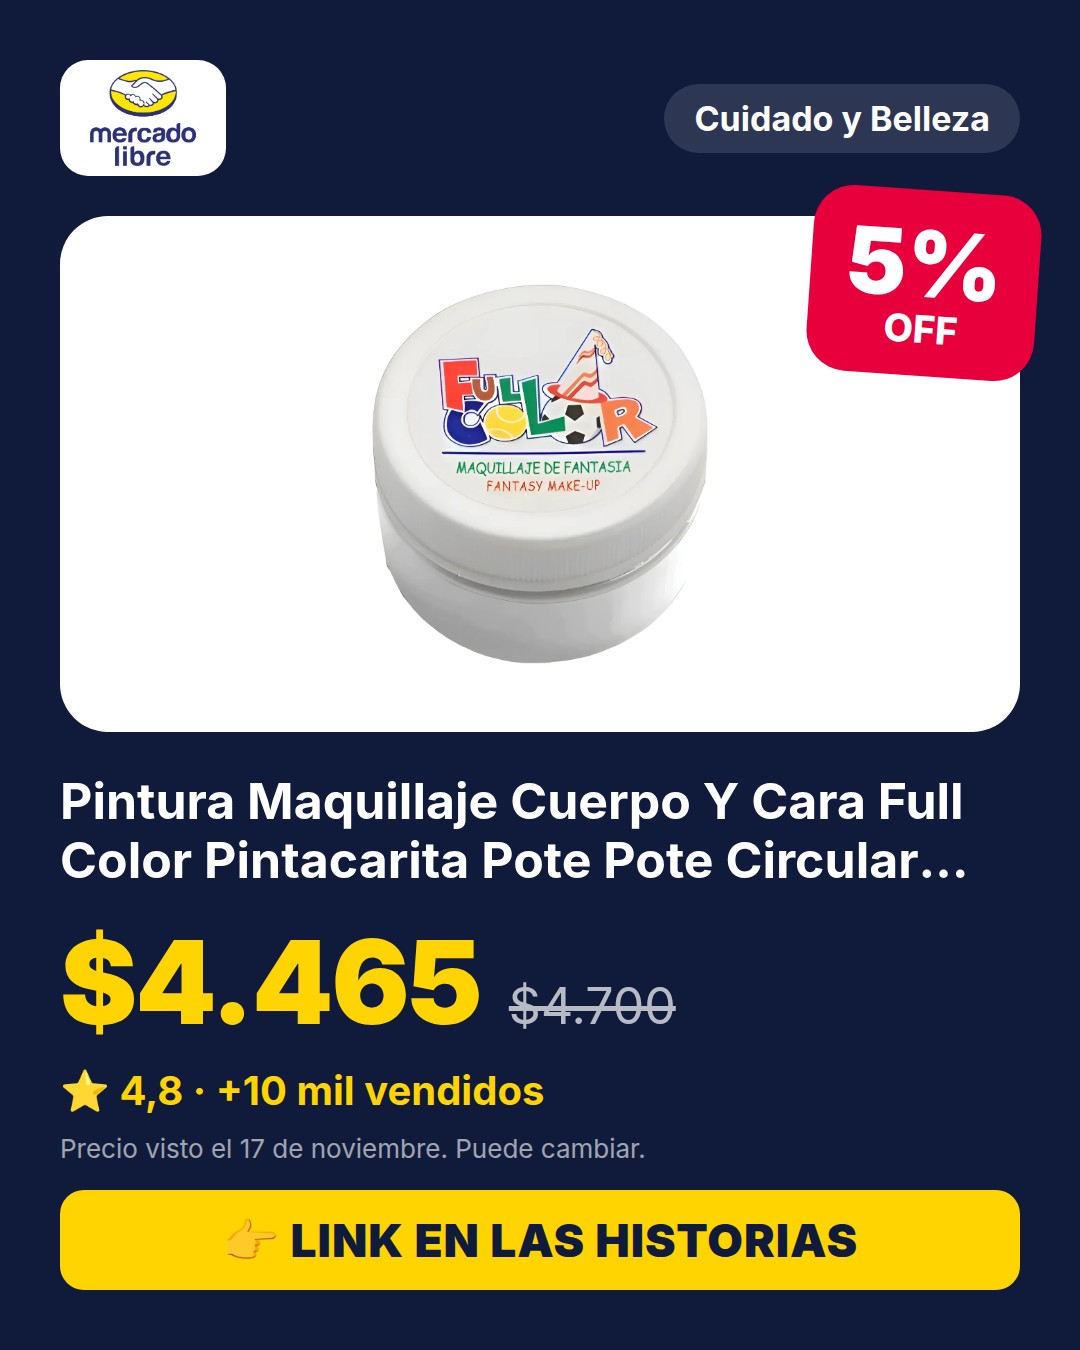 mercado
libre
Cuidado y Belleza
5%
OFF
FULL
COLOR
MAQUILLAJE DE FANTASIA
FANTASY MAKE-UP
Pintura Maquillaje Cuerpo Y Cara Full
Color Pintacarita Pote Pote Circular...
$4.465 $4.700
⭐ 4,8 · +10 mil vendidos
Precio visto el 17 de noviembre. Puede cambiar.
👉 LINK EN LAS HISTORIAS